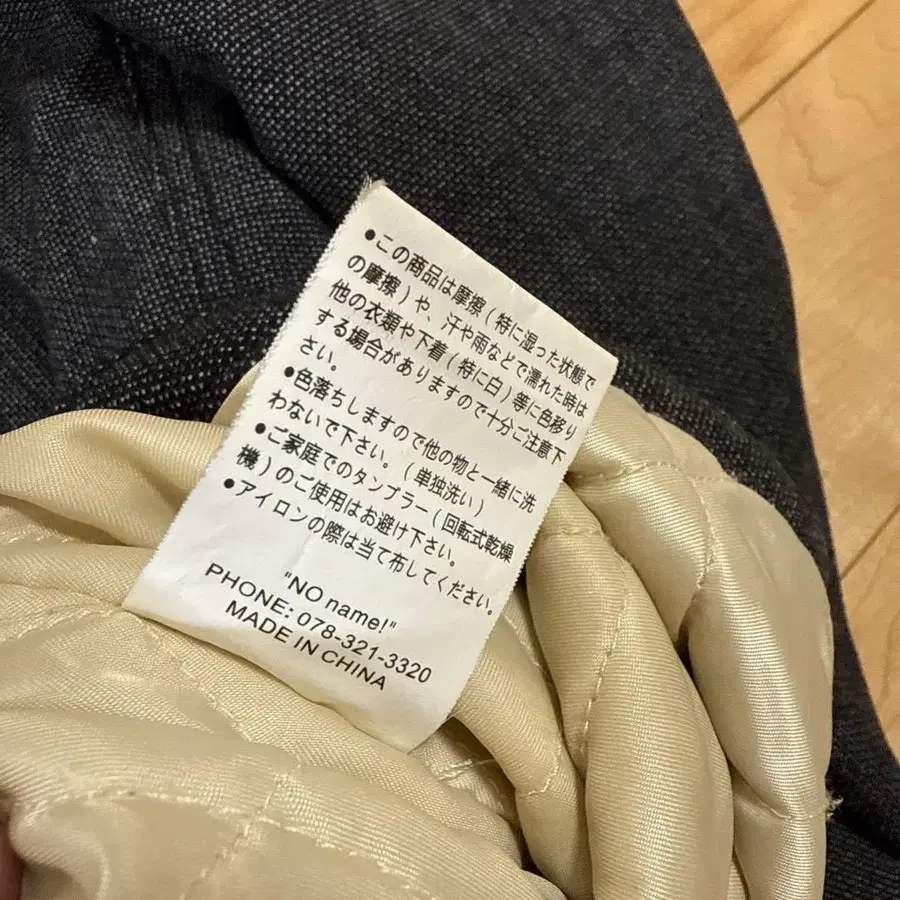 ●この商品は摩擦(特に湿った状態で
の摩擦)や、汗や雨などで濡れた時は
他の衣類や下着(特に白)等に色移り
する場合がありますので十分ご注意下
さい。
●色落ちしますので他の物と一緒に洗
わないで下さい。(単独洗い)
●ご家庭でのタンブラー(回転式乾燥
機)のご使用はお避け下さい。
●アイロンの際は当て布してください。
"NO name!"
PHONE: 078-321-3320
MADE IN CHINA